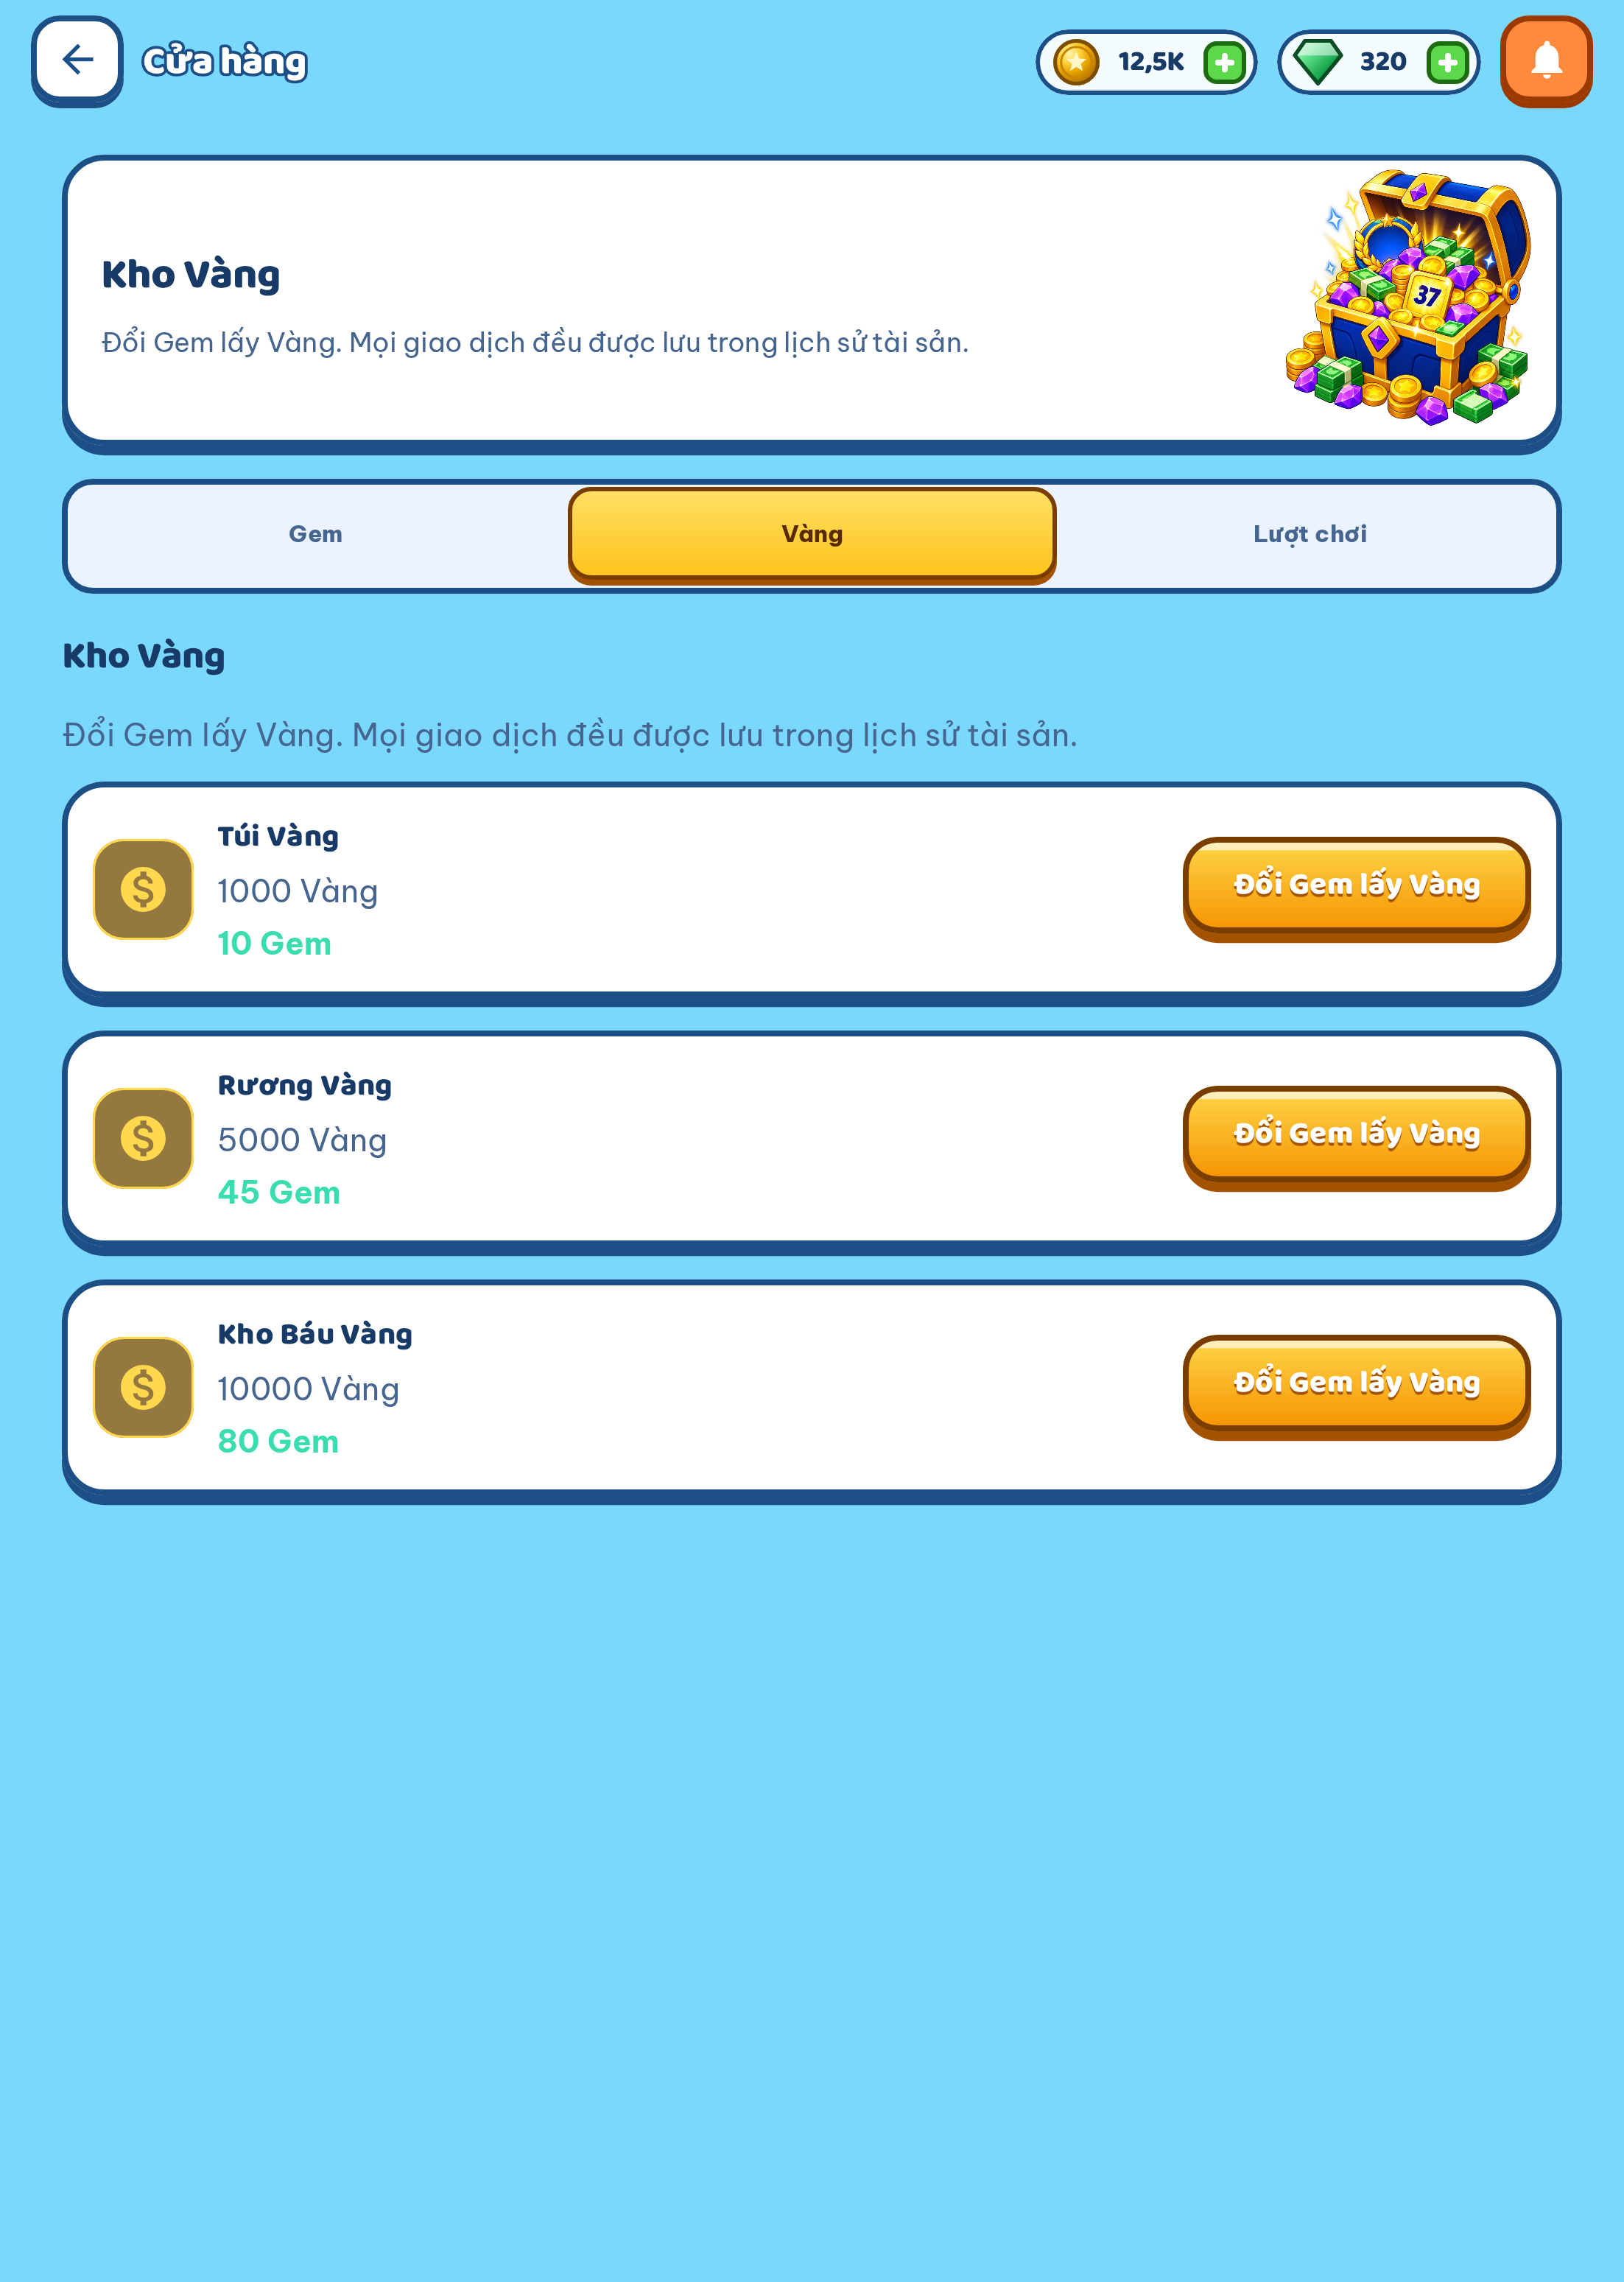 Cửa hàng
12,5K
320
Kho Vàng
Đổi Gem lấy Vàng. Mọi giao dịch đều được lưu trong lịch sử tài sản.
37
Gem
Vàng
Lượt chơi
Kho Vàng
Đổi Gem lấy Vàng. Mọi giao dịch đều được lưu trong lịch sử tài sản.
Túi Vàng
1000 Vàng
10 Gem
Đổi Gem lấy Vàng
Rương Vàng
5000 Vàng
45 Gem
Đổi Gem lấy Vàng
Kho Báu Vàng
10000 Vàng
80 Gem
Đổi Gem lấy Vàng